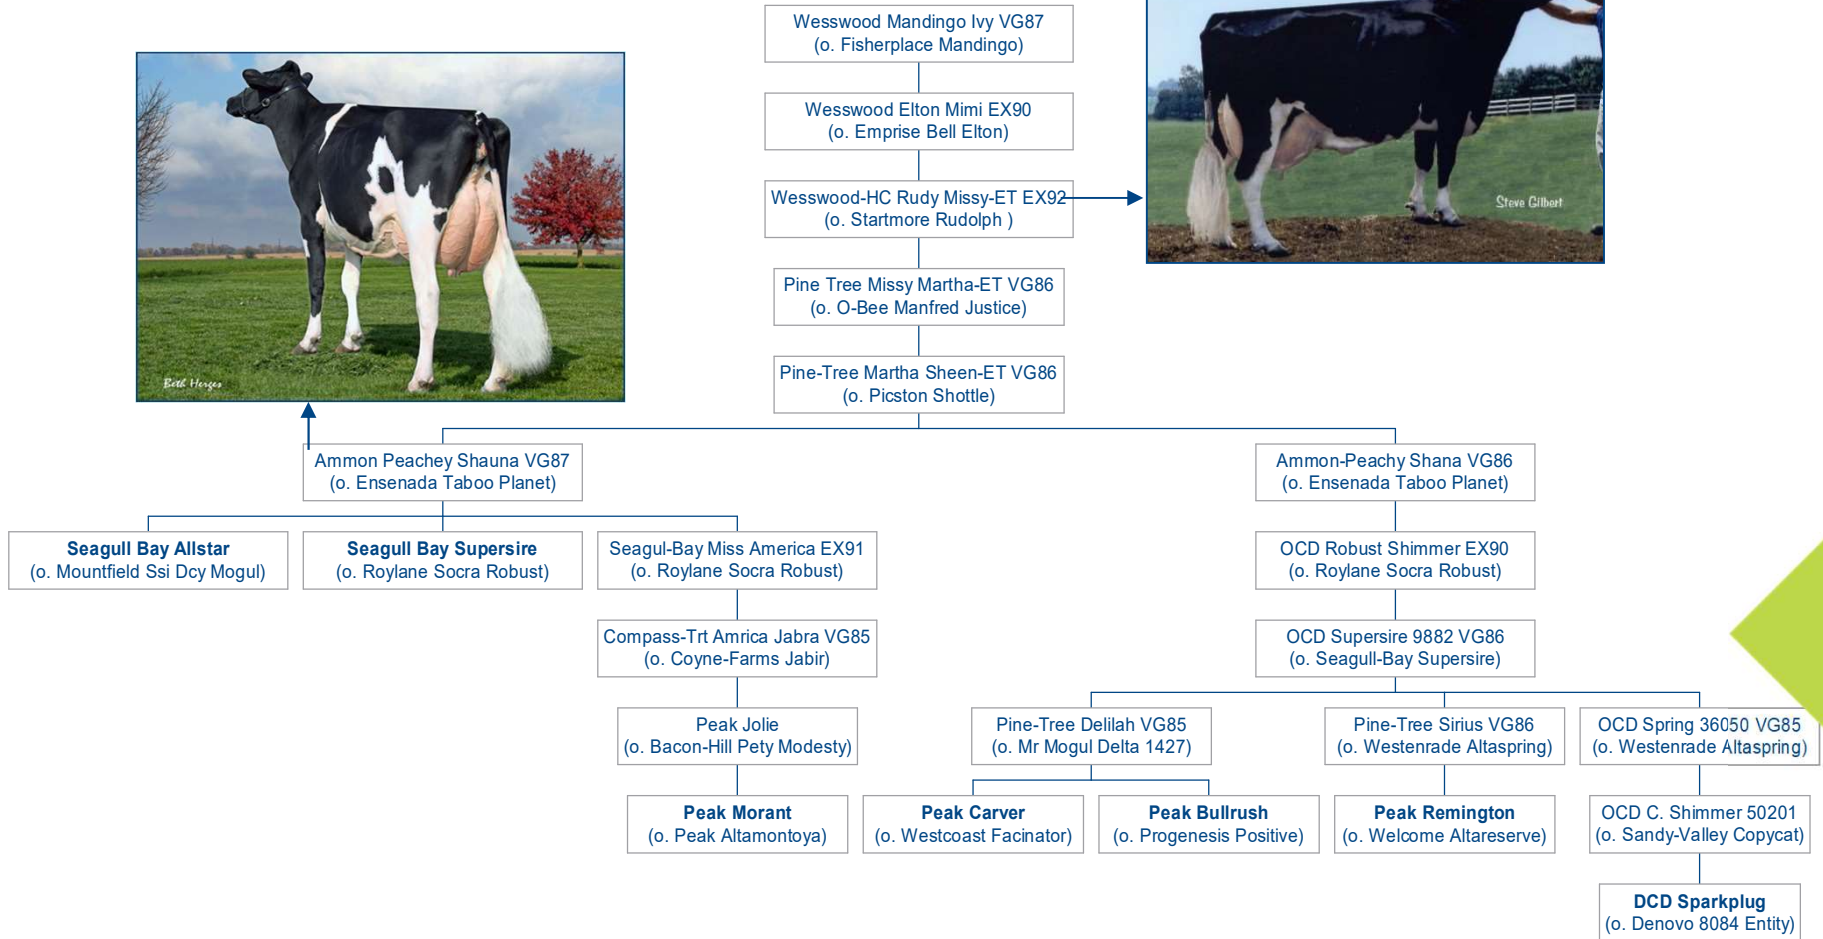 Wesswood Mandingo Ivy VG87
(o. Fisherplace Mandingo)
Wesswood Elton Mimi EX90
(o. Emprise Bell Elton)
Wesswood-HC Rudy Missy-ET EX92
(o. Startmore Rudolph )
Steve Gilbert
Pine Tree Missy Martha-ET VG86
(o. O-Bee Manfred Justice)
Pine-Tree Martha Sheen-ET VG86
(o. Picston Shottle)
Beth Herges
Ammon Peachey Shauna VG87
(o. Ensenada Taboo Planet)
Ammon-Peachy Shana VG86
(o. Ensenada Taboo Planet)
Seagull Bay Allstar
(o. Mountfield Ssi Dcy Mogul)
Seagull Bay Supersire
(o. Roylane Socra Robust)
Seagul-Bay Miss America EX91
(o. Roylane Socra Robust)
OCD Robust Shimmer EX90
(o. Roylane Socra Robust)
Compass-Trt Amrica Jabra VG85
(o. Coyne-Farms Jabir)
OCD Supersire 9882 VG86
(o. Seagull-Bay Supersire)
Peak Jolie
(o. Bacon-Hill Pety Modesty)
Pine-Tree Delilah VG85
(o. Mr Mogul Delta 1427)
Pine-Tree Sirius VG86
(o. Westenrade Altaspring)
OCD Spring 36050 VG85
(o. Westenrade Altaspring)
Peak Morant
(o. Peak Altamontoya)
Peak Carver
(o. Westcoast Facinator)
Peak Bullrush
(o. Progenesis Positive)
Peak Remington
(o. Welcome Altareserve)
OCD C. Shimmer 50201
(o. Sandy-Valley Copycat)
DCD Sparkplug
(o. Denovo 8084 Entity)